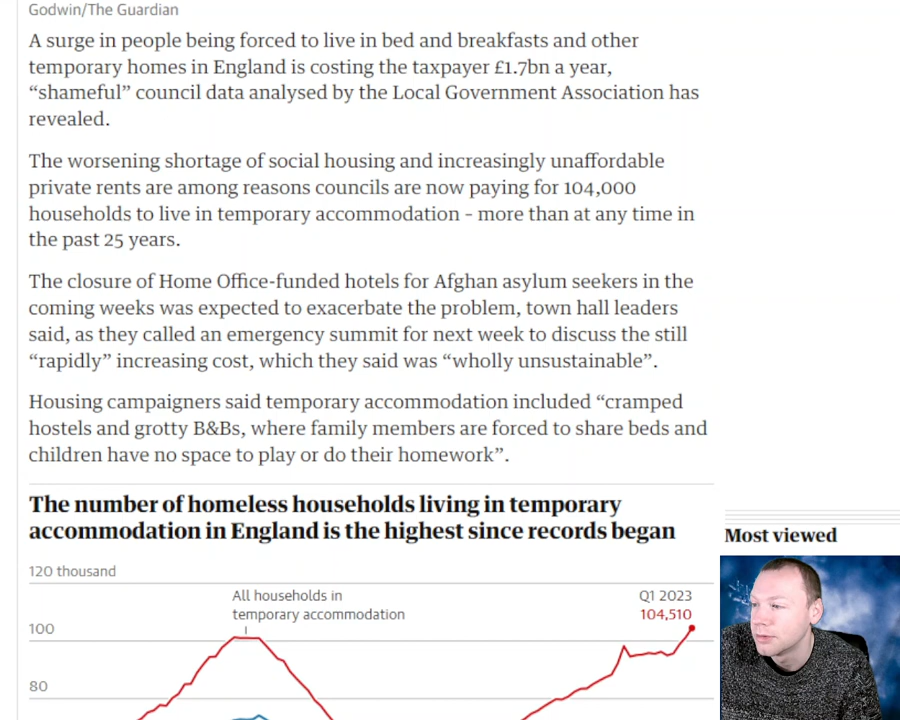 Godwin/The Guardian
A surge in people being forced to live in bed and breakfasts and other
temporary homes in England is costing the taxpayer £1.7bn a year,
“shameful” council data analysed by the Local Government Association has
revealed.
The worsening shortage of social housing and increasingly unaffordable
private rents are among reasons councils are now paying for 104,000
households to live in temporary accommodation – more than at any time in
the past 25 years.
The closure of Home Office-funded hotels for Afghan asylum seekers in the
coming weeks was expected to exacerbate the problem, town hall leaders
said, as they called an emergency summit for next week to discuss the still
“rapidly” increasing cost, which they said was “wholly unsustainable”.
Housing campaigners said temporary accommodation included “cramped
hostels and grotty B&Bs, where family members are forced to share beds and
children have no space to play or do their homework”.
The number of homeless households living in temporary
accommodation in England is the highest since records began
120 thousand
All households in
temporary accommodation
Q1 2023
104,510
100
80
Most viewed